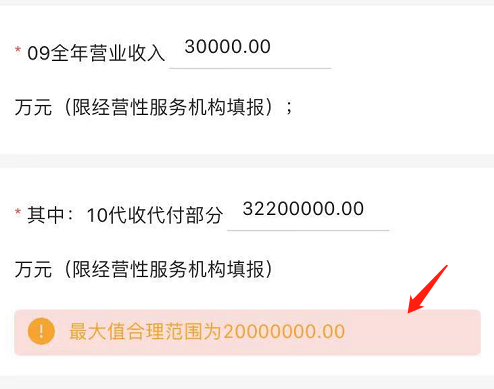 * 09全年营业收入 30000.00
万元（限经营性服务机构填报）;
* 其中：10代收代付部分 32200000.00
万元（限经营性服务机构填报）
! 最大值合理范围为20000000.00